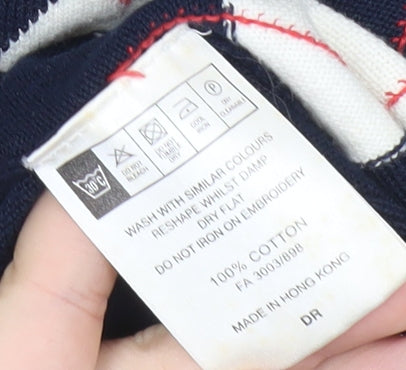 30°C
DO NOT
BLEACH
DO NOT
TUMBLE
DRY
COOL
IRON
P
DRY
CLEANABLE
WASH WITH SIMILAR COLOURS
RESHAPE WHILST DAMP
DRY FLAT
DO NOT IRON ON EMBROIDERY
100% COTTON
FA 3003/898
MADE IN HONG KONG
DR